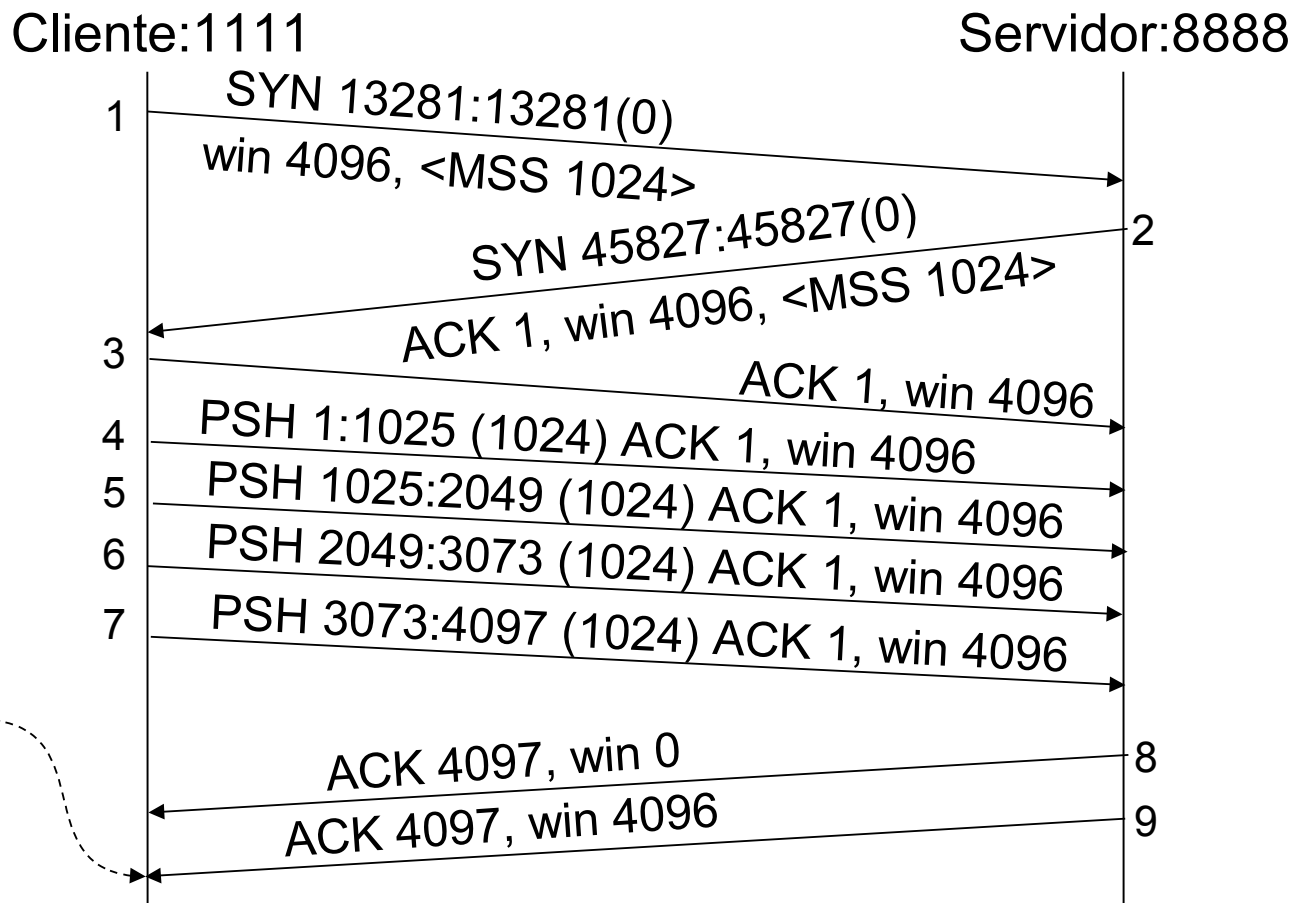 Cliente:1111
Servidor:8888
1
SYN 13281:13281(0)
win 4096, <MSS 1024>
2
SYN 45827:45827(0)
ACK 1, win 4096, <MSS 1024>
3
ACK 1, win 4096
4
PSH 1:1025 (1024) ACK 1, win 4096
5
PSH 1025:2049 (1024) ACK 1, win 4096
6
PSH 2049:3073 (1024) ACK 1, win 4096
7
PSH 3073:4097 (1024) ACK 1, win 4096
8
ACK 4097, win 0
9
ACK 4097, win 4096